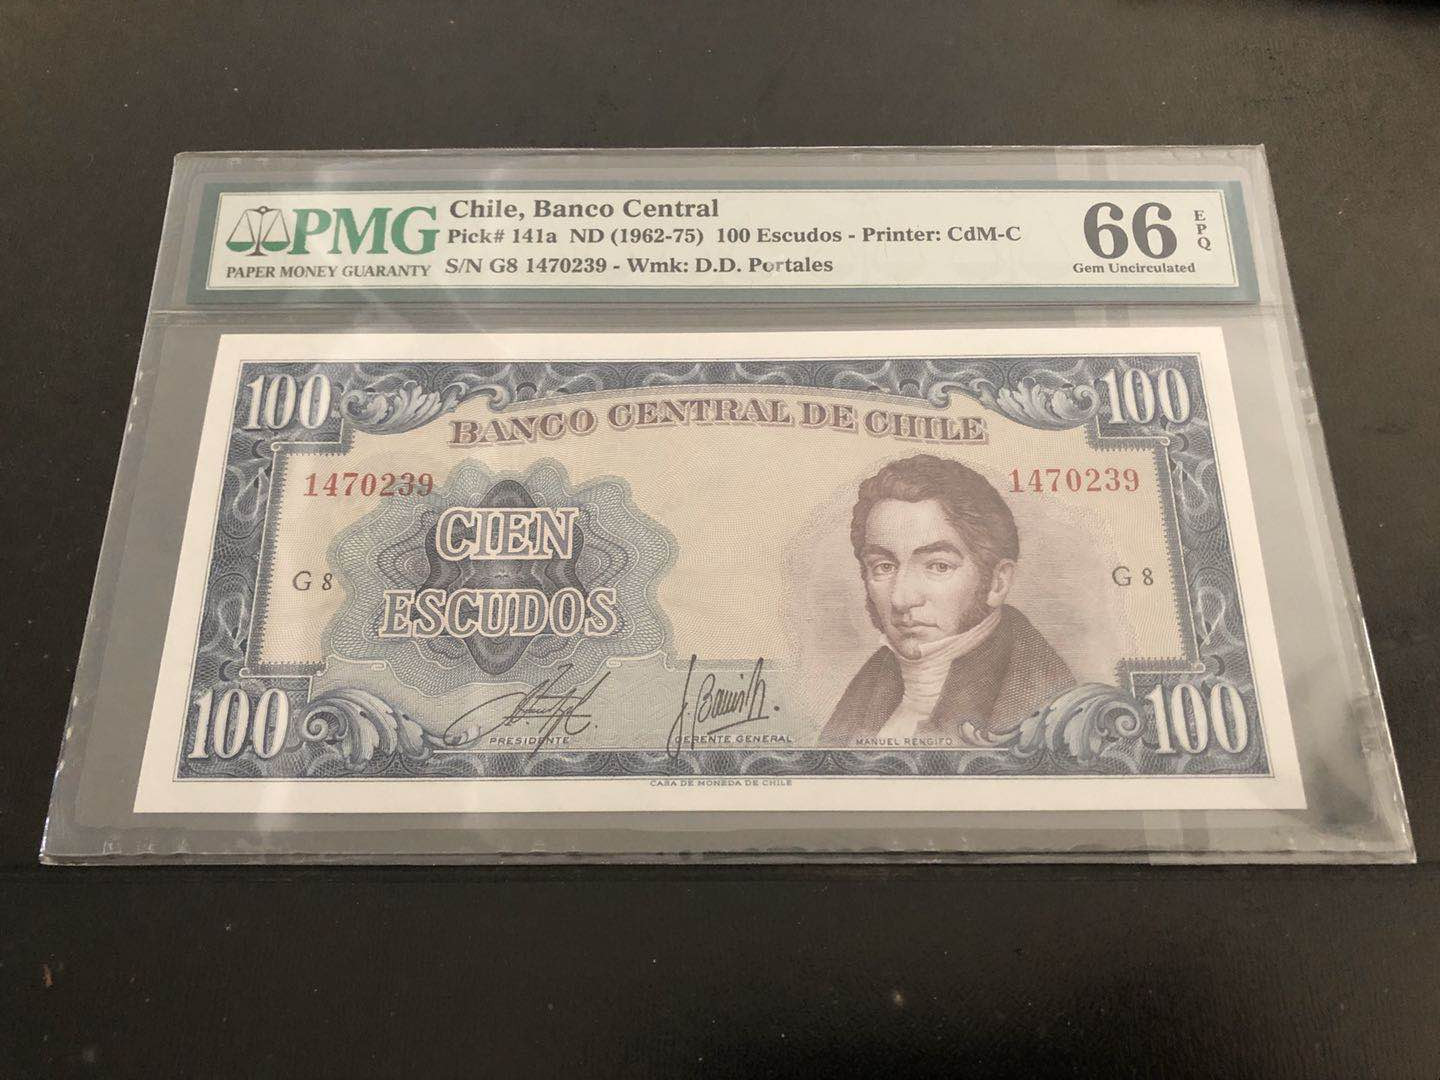 PMG
PAPER MONEY GUARANTY
Chile, Banco Central
Pick# 141a ND (1962-75) 100 Escudos - Printer: CdM-C
S/N G8 1470239 - Wmk: D.D. Portales
66 EPQ
Gem Uncirculated
100 100
BANCO CENTRAL DE CHILE
1470239 1470239
CIEN
G 8 G 8
ESCUDOS
100 100
PRESIDENTE GERENTE GENERAL MANUEL RENGIFO
CASA DE MONEDA DE CHILE